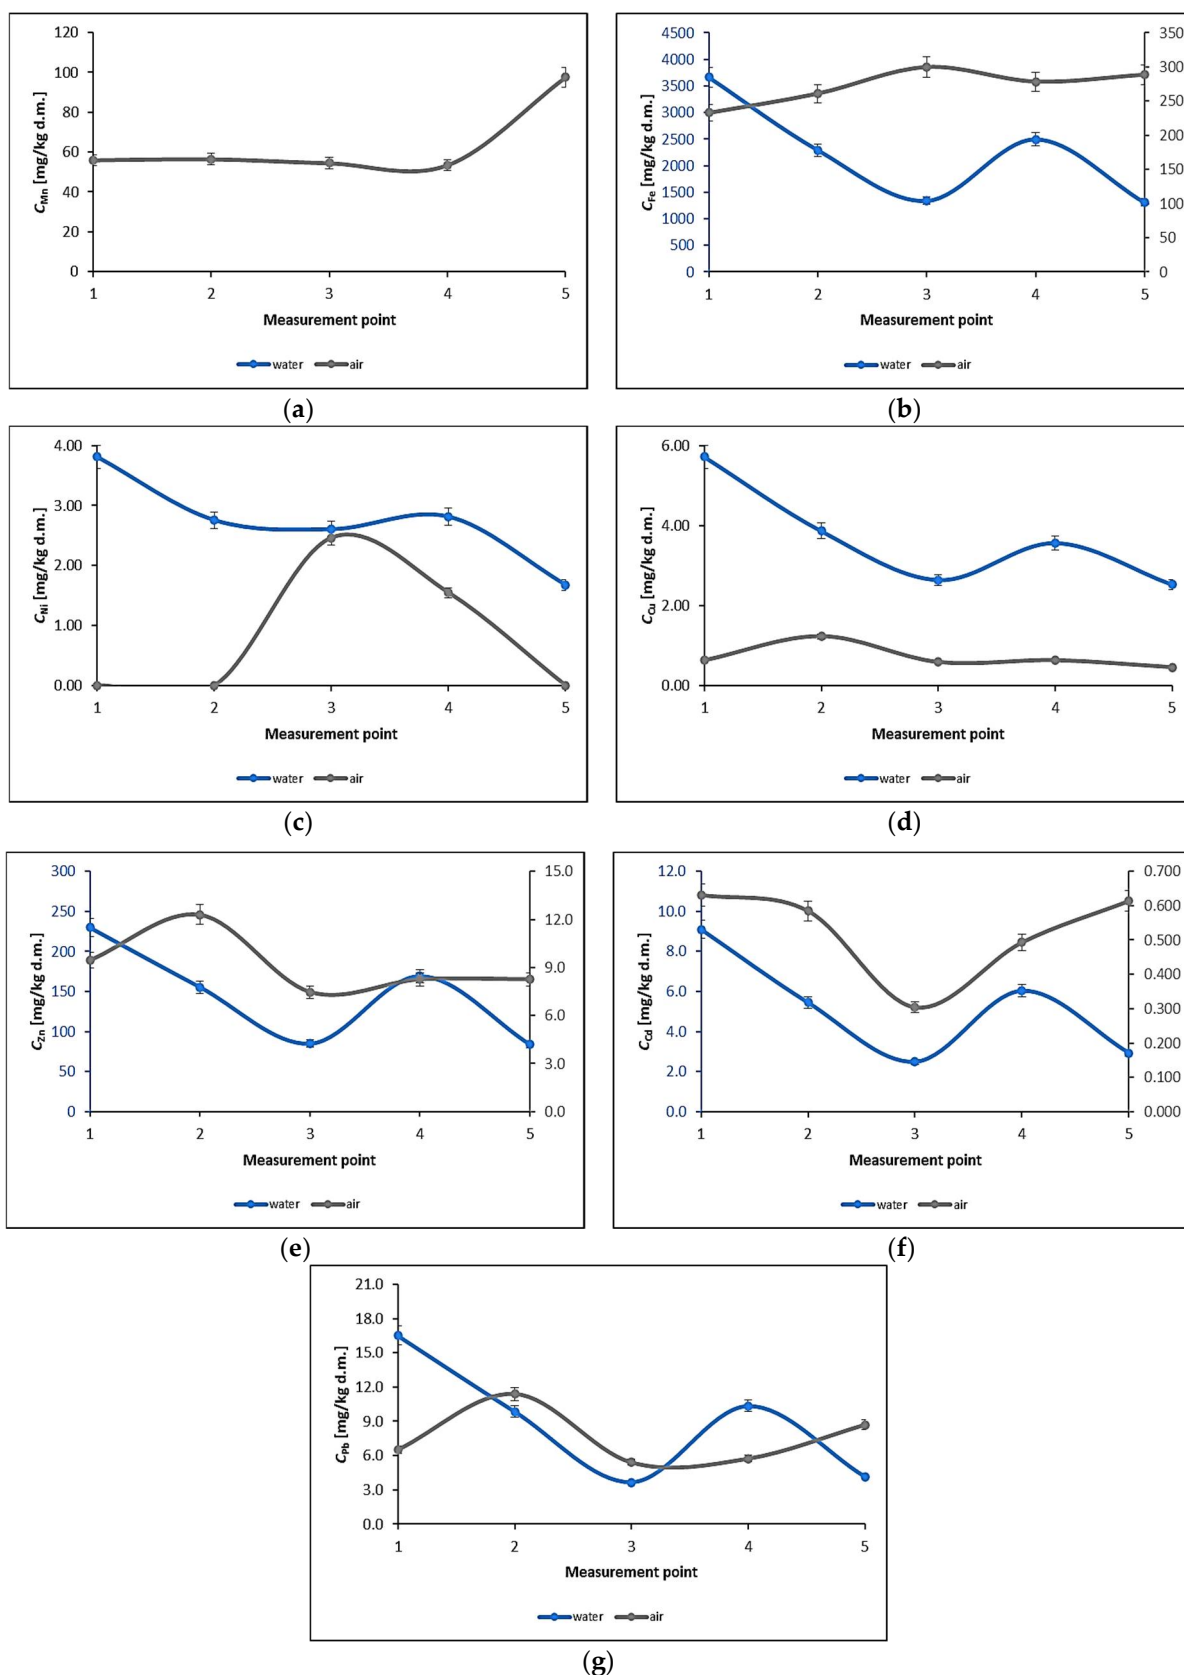 120
100
80
60
40
20
0
C_Mn [mg/kg d.m.]
1 2 3 4 5
Measurement point
water air
(a)
4500
4000
3500
3000
2500
2000
1500
1000
500
0
C_Fe [mg/kg d.m.]
350
300
250
200
150
100
50
0
1 2 3 4 5
Measurement point
water air
(b)
4.00
3.00
2.00
1.00
0.00
C_Ni [mg/kg d.m.]
1 2 3 4 5
Measurement point
water air
(c)
6.00
4.00
2.00
0.00
C_Cu [mg/kg d.m.]
1 2 3 4 5
Measurement point
water air
(d)
300
250
200
150
100
50
0
C_Zn [mg/kg d.m.]
15.0
12.0
9.0
6.0
3.0
0.0
1 2 3 4 5
Measurement point
water air
(e)
12.0
10.0
8.0
6.0
4.0
2.0
0.0
C_Cd [mg/kg d.m.]
0.700
0.600
0.500
0.400
0.300
0.200
0.100
0.000
1 2 3 4 5
Measurement point
water air
(f)
21.0
18.0
15.0
12.0
9.0
6.0
3.0
0.0
C_Pb [mg/kg d.m.]
1 2 3 4 5
Measurement point
water air
(g)